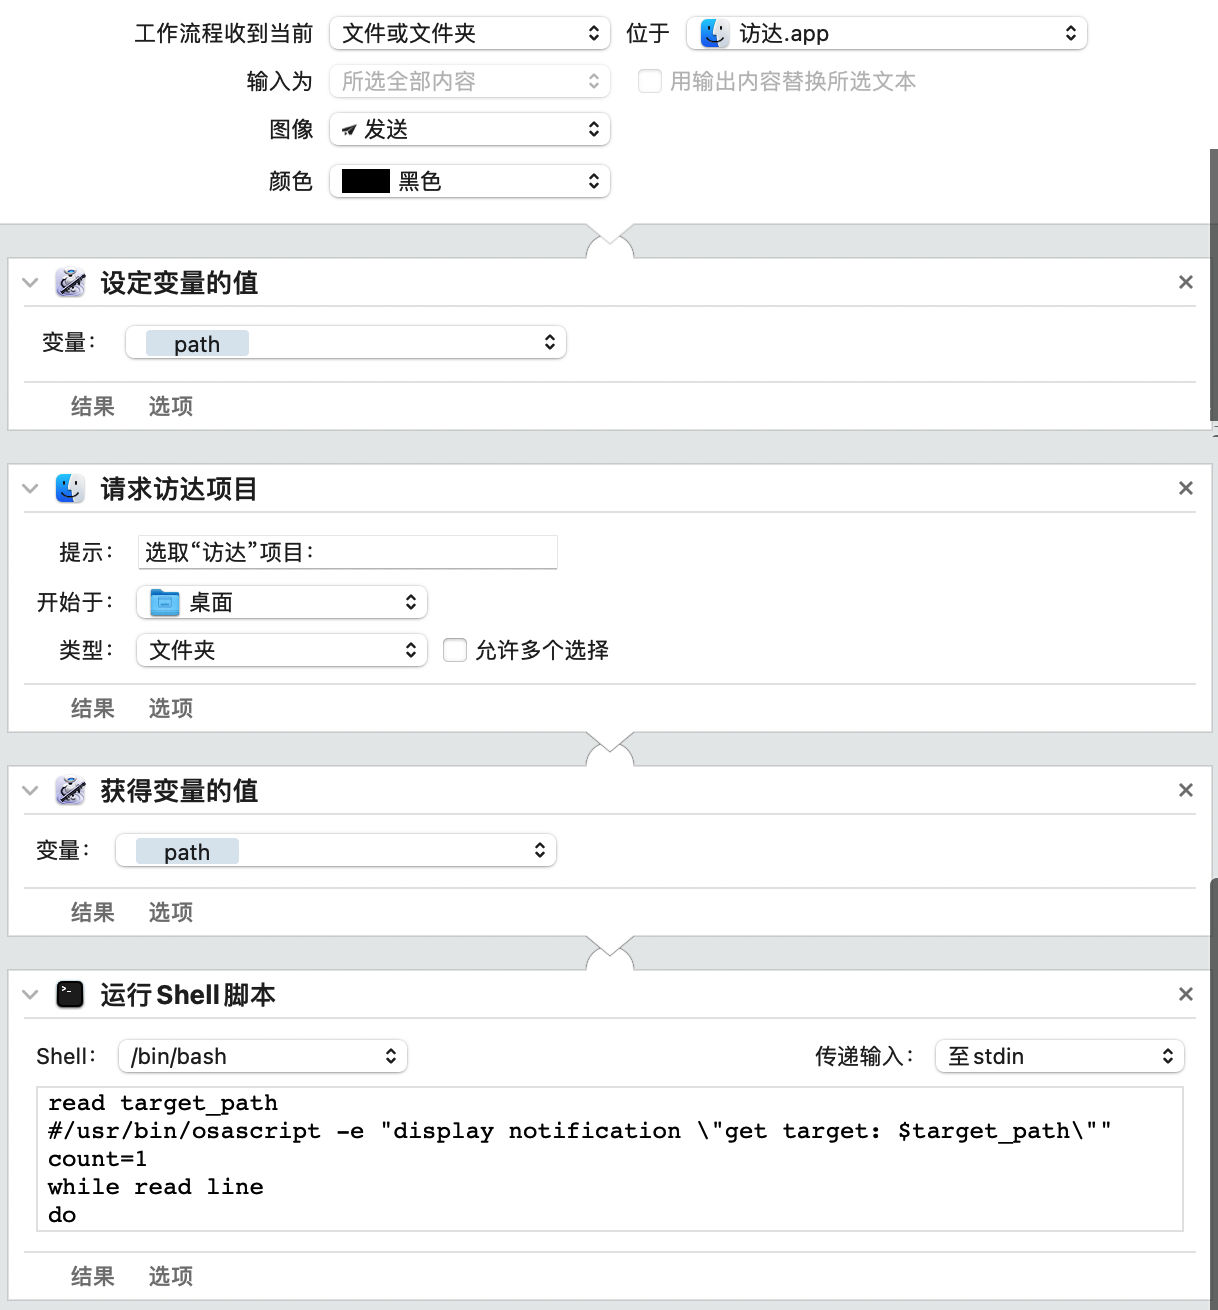 工作流程收到当前 文件或文件夹 位于 访达.app
输入为 所选全部内容 用输出内容替换所选文本
图像 发送
颜色 黑色
设定变量的值
变量： path
结果 选项
请求访达项目
提示： 选取“访达”项目：
开始于： 桌面
类型： 文件夹 允许多个选择
结果 选项
获得变量的值
变量： path
结果 选项
运行 Shell 脚本
Shell： /bin/bash 传递输入： 至 stdin
read target_path
#/usr/bin/osascript -e "display notification \"get target: $target_path\""
count=1
while read line
do
结果 选项